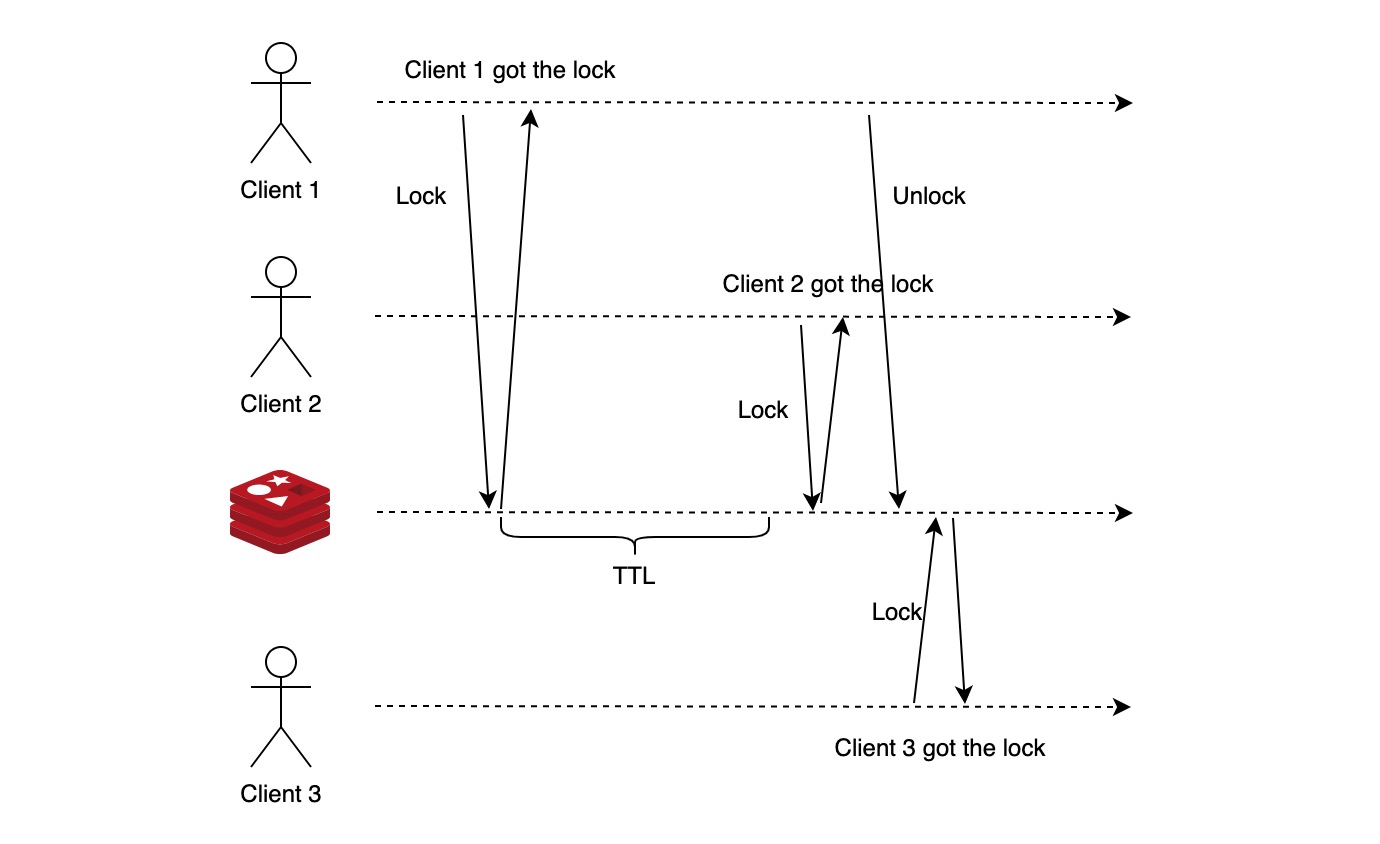 Client 1 got the lock
Client 1
Lock
Unlock
Client 2 got the lock
Client 2
Lock
TTL
Lock
Client 3 got the lock
Client 3